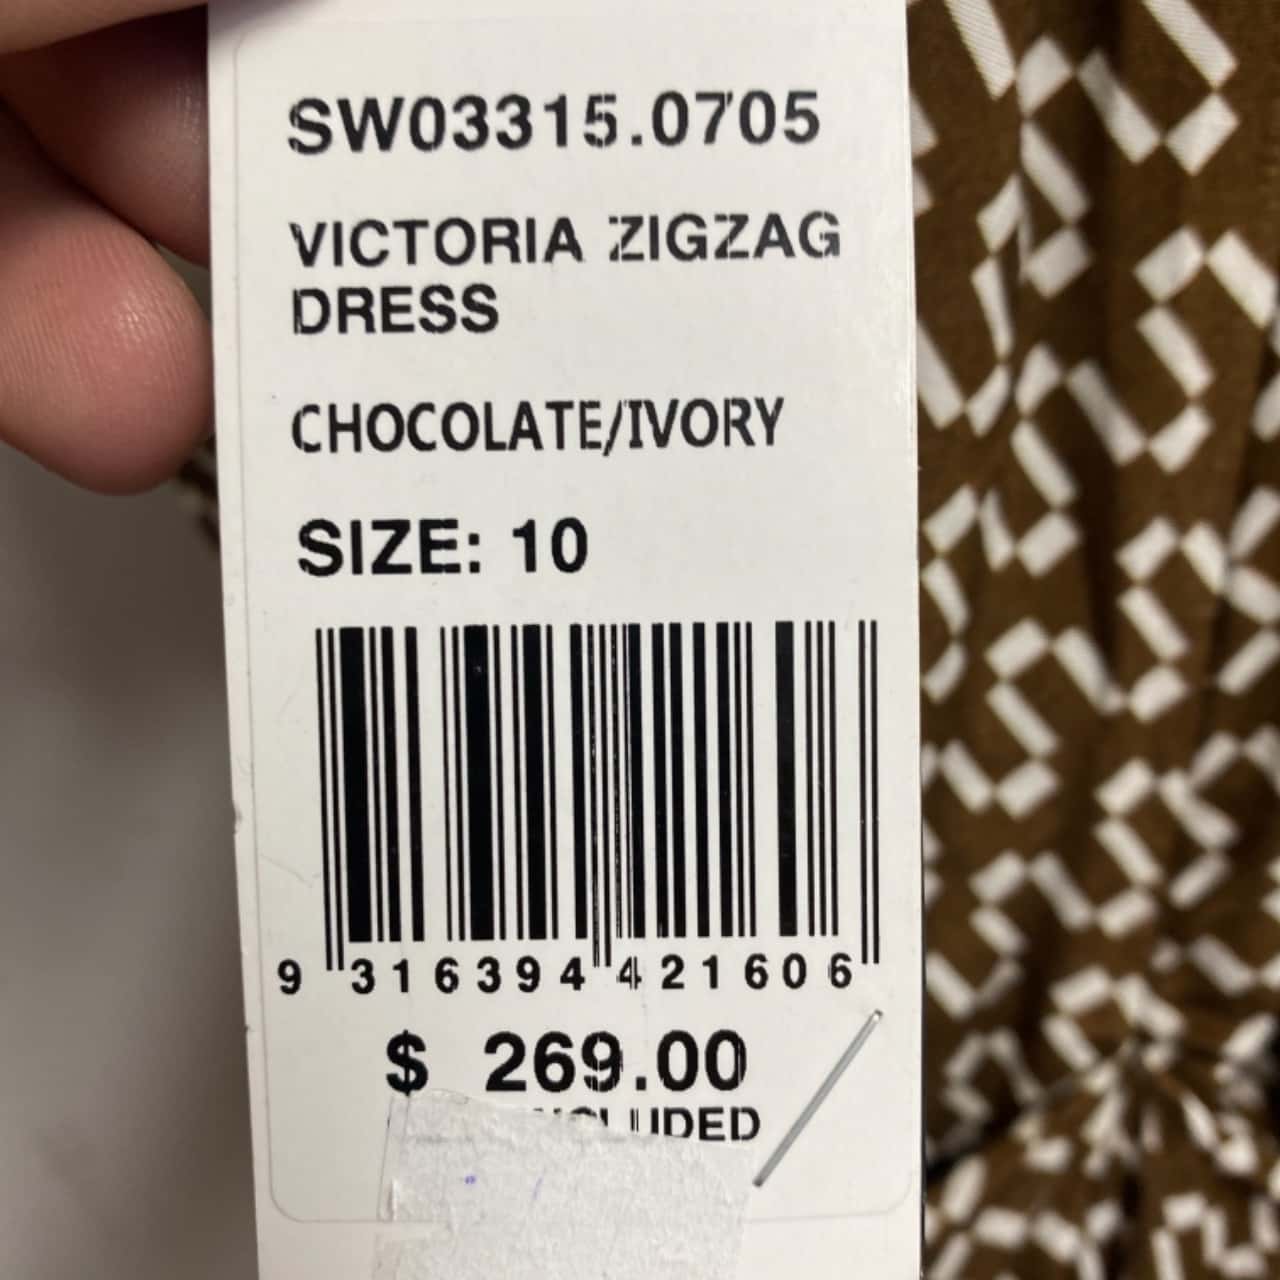 SW03315.0705
VICTORIA ZIGZAG
DRESS
CHOCOLATE/IVORY
SIZE: 10
9 316394 421606
$ 269.00